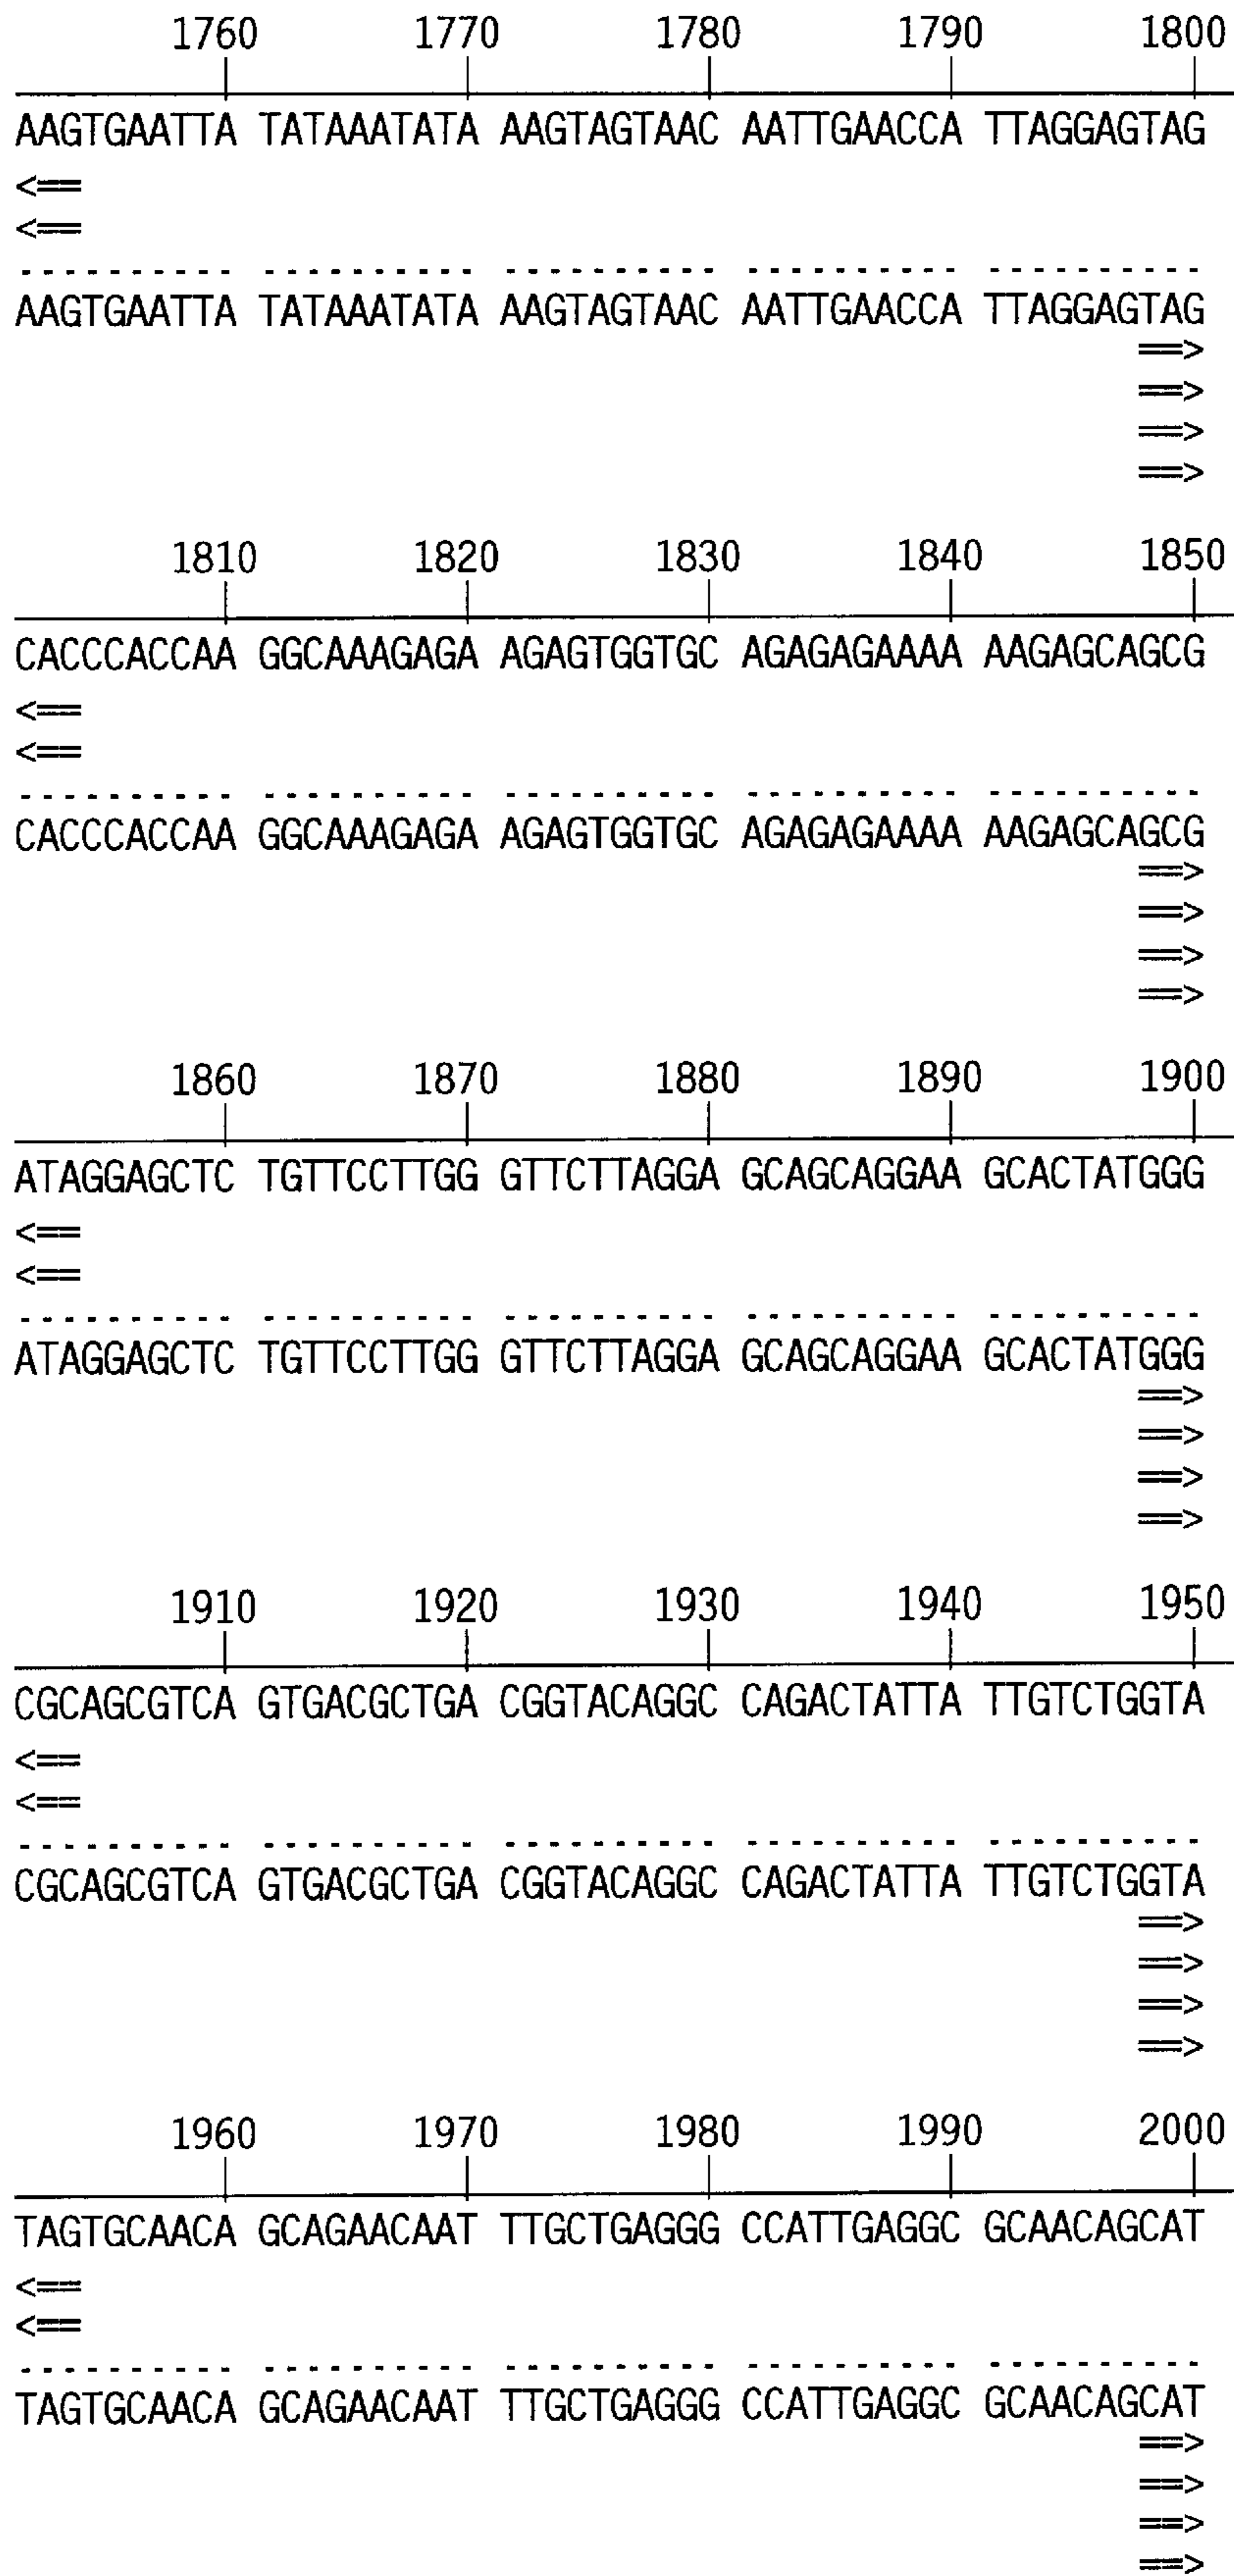 1760 1770 1780 1790 1800
AAGTGAATTA TATAAATATA AAGTAGTAAC AATTGAACCA TTAGGAGTAG
<==
<==
---------- ---------- ---------- ---------- ----------
AAGTGAATTA TATAAATATA AAGTAGTAAC AATTGAACCA TTAGGAGTAG
==>
==>
==>
==>
1810 1820 1830 1840 1850
CACCCACCAA GGCAAAGAGA AGAGTGGTGC AGAGAGAAAA AAGAGCAGCG
<==
<==
---------- ---------- ---------- ---------- ----------
CACCCACCAA GGCAAAGAGA AGAGTGGTGC AGAGAGAAAA AAGAGCAGCG
==>
==>
==>
==>
1860 1870 1880 1890 1900
ATAGGAGCTC TGTTCCTTGG GTTCTTAGGA GCAGCAGGAA GCACTATGGG
<==
<==
---------- ---------- ---------- ---------- ----------
ATAGGAGCTC TGTTCCTTGG GTTCTTAGGA GCAGCAGGAA GCACTATGGG
==>
==>
==>
==>
1910 1920 1930 1940 1950
CGCAGCGTCA GTGACGCTGA CGGTACAGGC CAGACTATTA TTGTCTGGTA
<==
<==
---------- ---------- ---------- ---------- ----------
CGCAGCGTCA GTGACGCTGA CGGTACAGGC CAGACTATTA TTGTCTGGTA
==>
==>
==>
==>
1960 1970 1980 1990 2000
TAGTGCAACA GCAGAACAAT TTGCTGAGGG CCATTGAGGC GCAACAGCAT
<==
<==
---------- ---------- ---------- ---------- ----------
TAGTGCAACA GCAGAACAAT TTGCTGAGGG CCATTGAGGC GCAACAGCAT
==>
==>
==>
==>